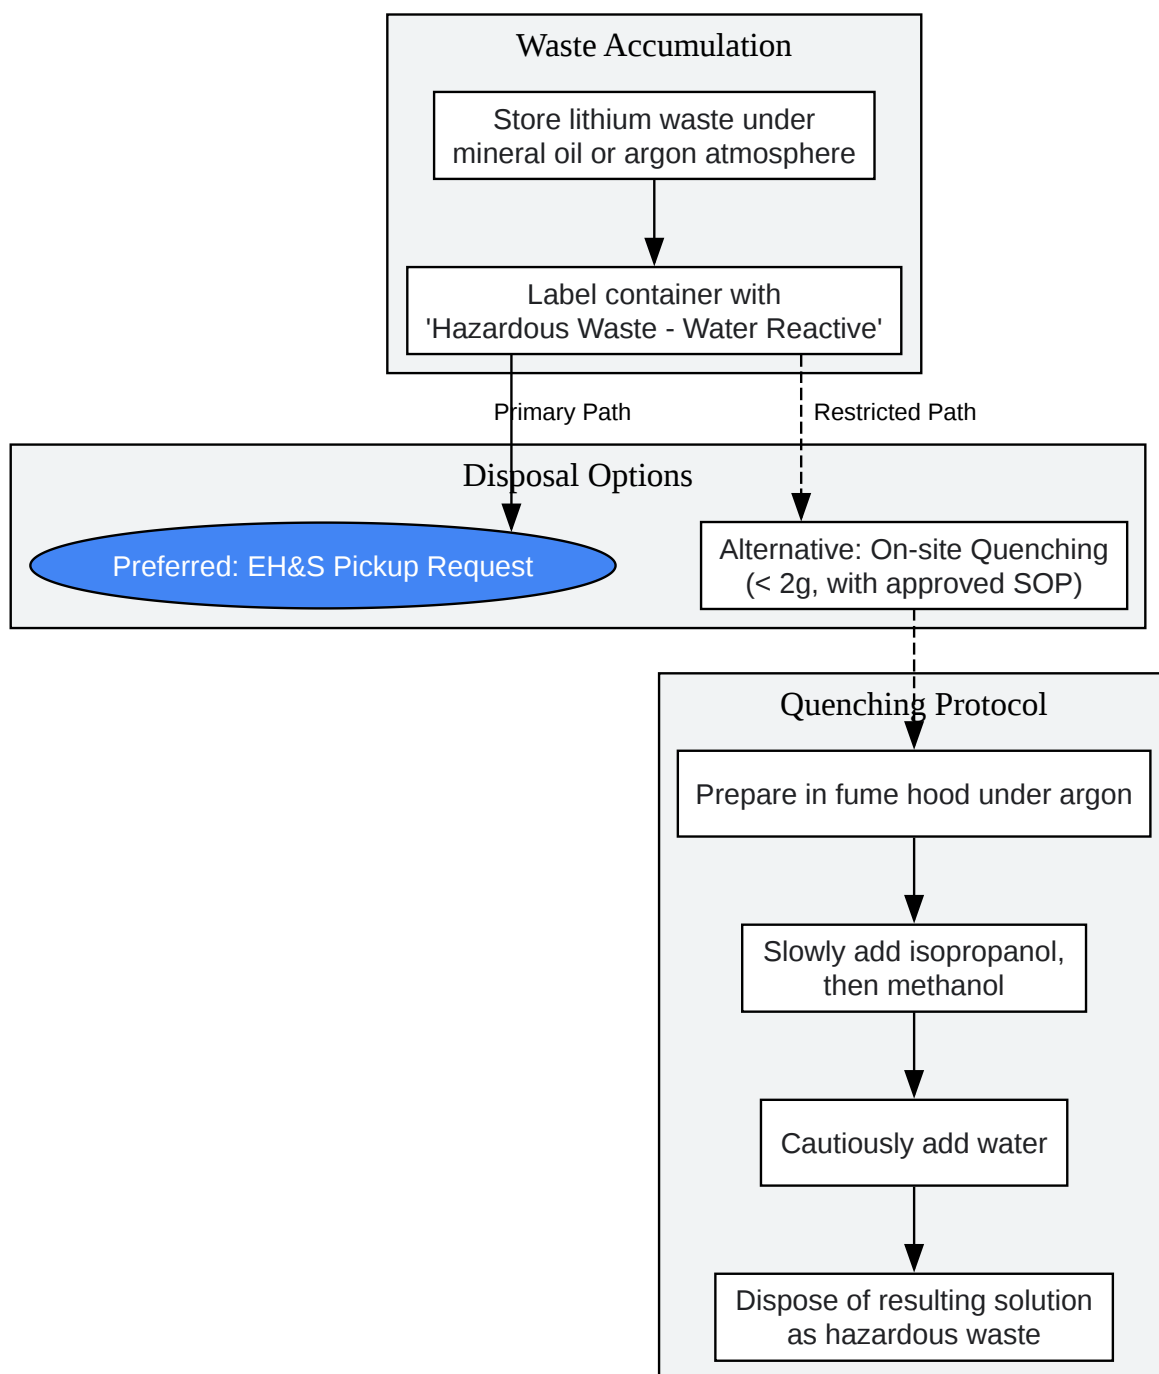 Waste Accumulation
Store lithium waste under
mineral oil or argon atmosphere
Label container with
'Hazardous Waste - Water Reactive'
Primary Path
Restricted Path
Disposal Options
Preferred: EH&S Pickup Request
Alternative: On-site Quenching
(< 2g, with approved SOP)
Quenching Protocol
Prepare in fume hood under argon
Slowly add isopropanol,
then methanol
Cautiously add water
Dispose of resulting solution
as hazardous waste